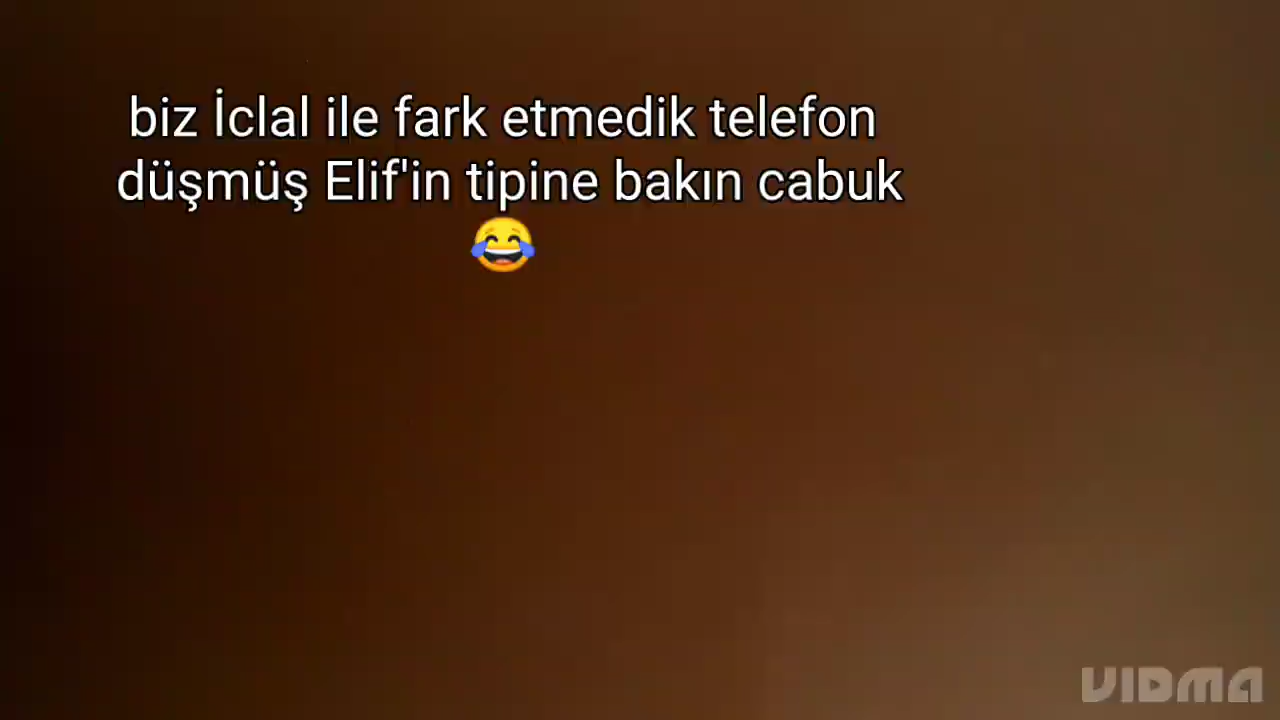 biz İclal ile fark etmedik telefon
düşmüş Elif'in tipine bakın cabuk
😂
VIDMA